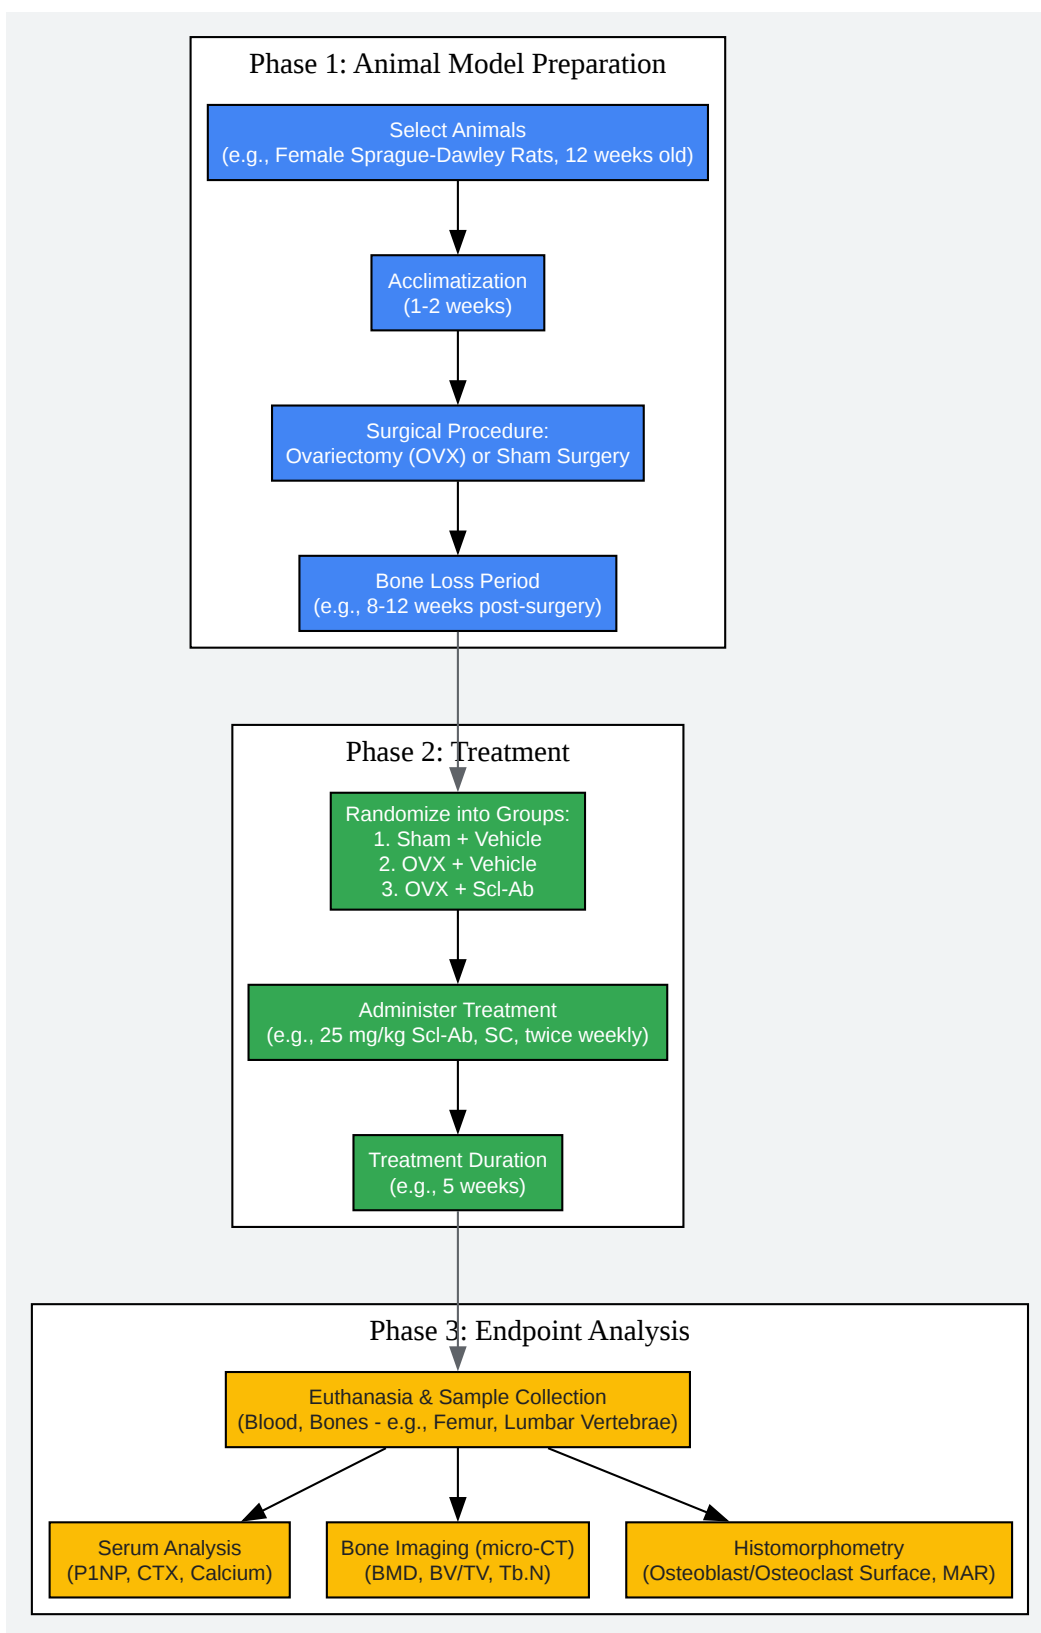 Phase 1: Animal Model Preparation
Select Animals
(e.g., Female Sprague-Dawley Rats, 12 weeks old)
Acclimatization
(1-2 weeks)
Surgical Procedure:
Ovariectomy (OVX) or Sham Surgery
Bone Loss Period
(e.g., 8-12 weeks post-surgery)
Phase 2: Treatment
Randomize into Groups:
1. Sham + Vehicle
2. OVX + Vehicle
3. OVX + Scl-Ab
Administer Treatment
(e.g., 25 mg/kg Scl-Ab, SC, twice weekly)
Treatment Duration
(e.g., 5 weeks)
Phase 3: Endpoint Analysis
Euthanasia & Sample Collection
(Blood, Bones - e.g., Femur, Lumbar Vertebrae)
Serum Analysis
(P1NP, CTX, Calcium)
Bone Imaging (micro-CT)
(BMD, BV/TV, Tb.N)
Histomorphometry
(Osteoblast/Osteoclast Surface, MAR)